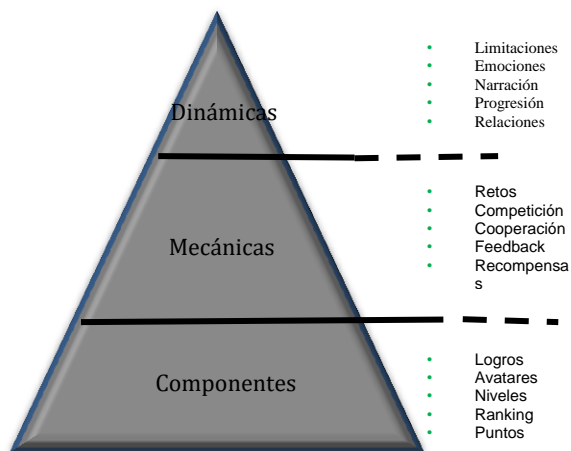 Dinámicas
• Limitaciones
• Emociones
• Narración
• Progresión
• Relaciones
Mecánicas
• Retos
• Competición
• Cooperación
• Feedback
• Recompensa
s
Componentes
• Logros
• Avatares
• Niveles
• Ranking
• Puntos